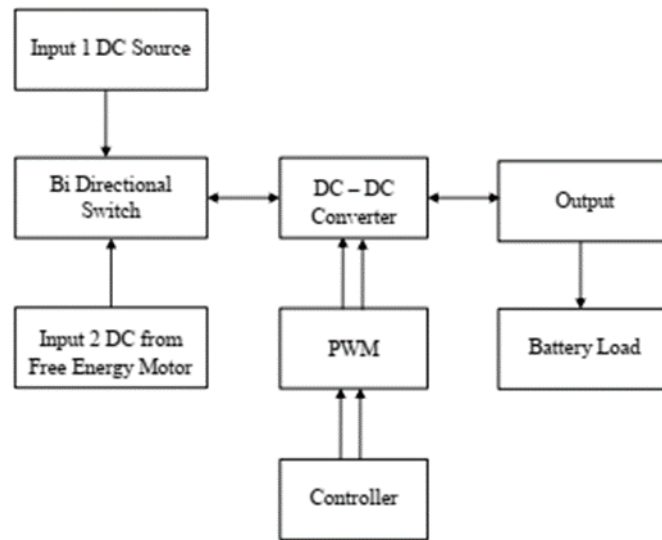 Input 1 DC Source
Bi Directional
Switch
DC – DC
Converter
Output
Input 2 DC from
Free Energy Motor
PWM
Battery Load
Controller